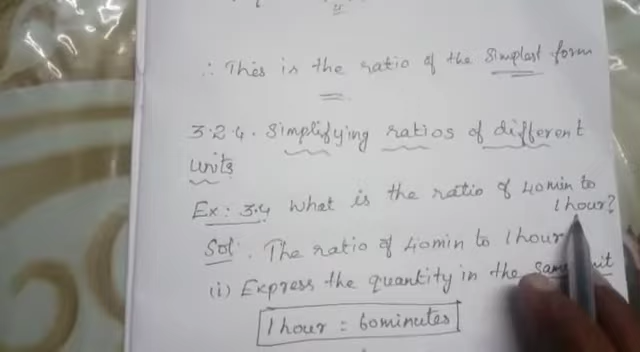 ∴ This is the ratio of the Simplest form
3.2.4. Simplifying ratios of different
units
Ex: 3.4 What is the ratio of 40min to
1 hour?
Sol. The ratio of 40min to 1 hour
(i) Express the quantity in the same
1 hour = 60minutes